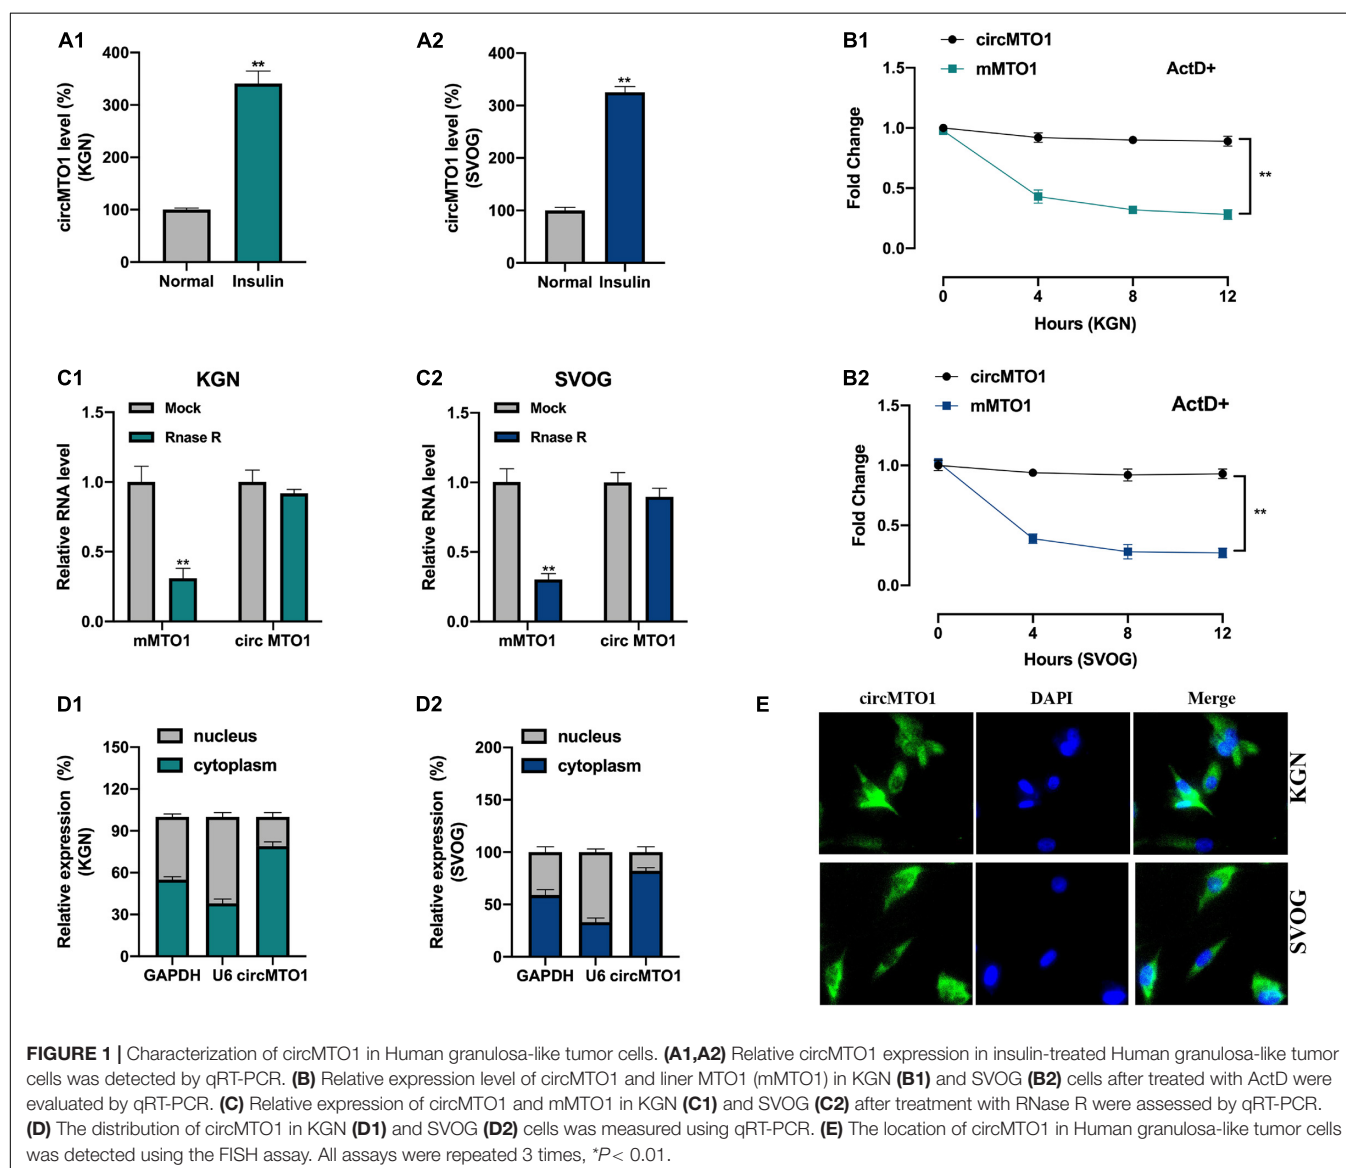 A1
400
300
200
100
0
circMTO1 level (%)
(KGN)
**
Normal Insulin
A2
400
300
200
100
0
circMTO1 level (%)
(SVOG)
**
Normal Insulin
B1
circMTO1
mMTO1
ActD+
1.5
1.0
0.5
0.0
Fold Change
**
0 4 8 12
Hours (KGN)
C1
KGN
Mock
Rnase R
1.5
1.0
0.5
0.0
Relative RNA level
**
mMTO1 circ MTO1
C2
SVOG
Mock
Rnase R
1.5
1.0
0.5
0.0
Relative RNA level
**
mMTO1 circ MTO1
B2
circMTO1
mMTO1
ActD+
1.5
1.0
0.5
0.0
Fold Change
**
0 4 8 12
Hours (SVOG)
D1
nucleus
cytoplasm
150
120
90
60
30
0
Relative expression (%)
(KGN)
GAPDH U6 circMTO1
D2
nucleus
cytoplasm
200
150
100
50
0
Relative expression (%)
(SVOG)
GAPDH U6 circMTO1
E
circMTO1 DAPI Merge
KGN
SVOG
FIGURE 1 | Characterization of circMTO1 in Human granulosa-like tumor cells. (A1,A2) Relative circMTO1 expression in insulin-treated Human granulosa-like tumor
cells was detected by qRT-PCR. (B) Relative expression level of circMTO1 and liner MTO1 (mMTO1) in KGN (B1) and SVOG (B2) cells after treated with ActD were
evaluated by qRT-PCR. (C) Relative expression of circMTO1 and mMTO1 in KGN (C1) and SVOG (C2) after treatment with RNase R were assessed by qRT-PCR.
(D) The distribution of circMTO1 in KGN (D1) and SVOG (D2) cells was measured using qRT-PCR. (E) The location of circMTO1 in Human granulosa-like tumor cells
was detected using the FISH assay. All assays were repeated 3 times, *P< 0.01.